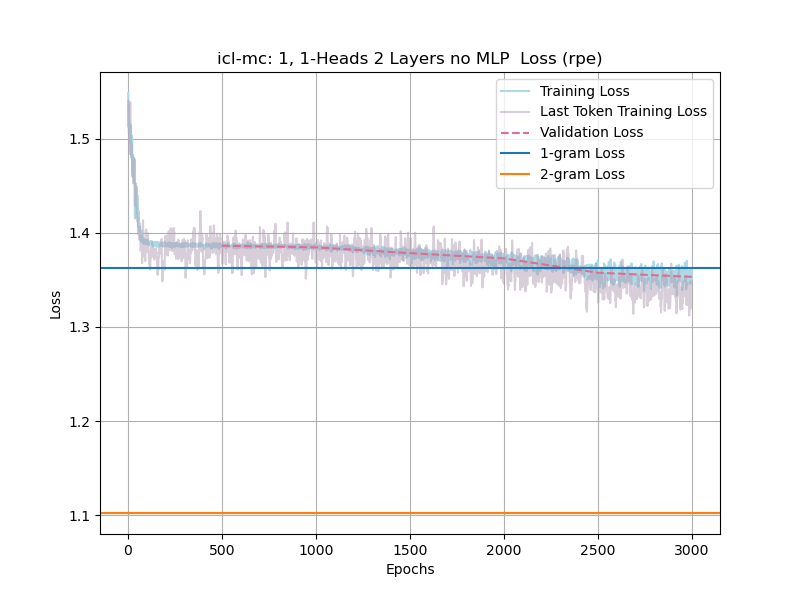 icl-mc: 1, 1-Heads 2 Layers no MLP  Loss (rpe)
Training Loss
Last Token Training Loss
Validation Loss
1-gram Loss
2-gram Loss
1.5
1.4
1.3
1.2
1.1
Loss
0 500 1000 1500 2000 2500 3000
Epochs